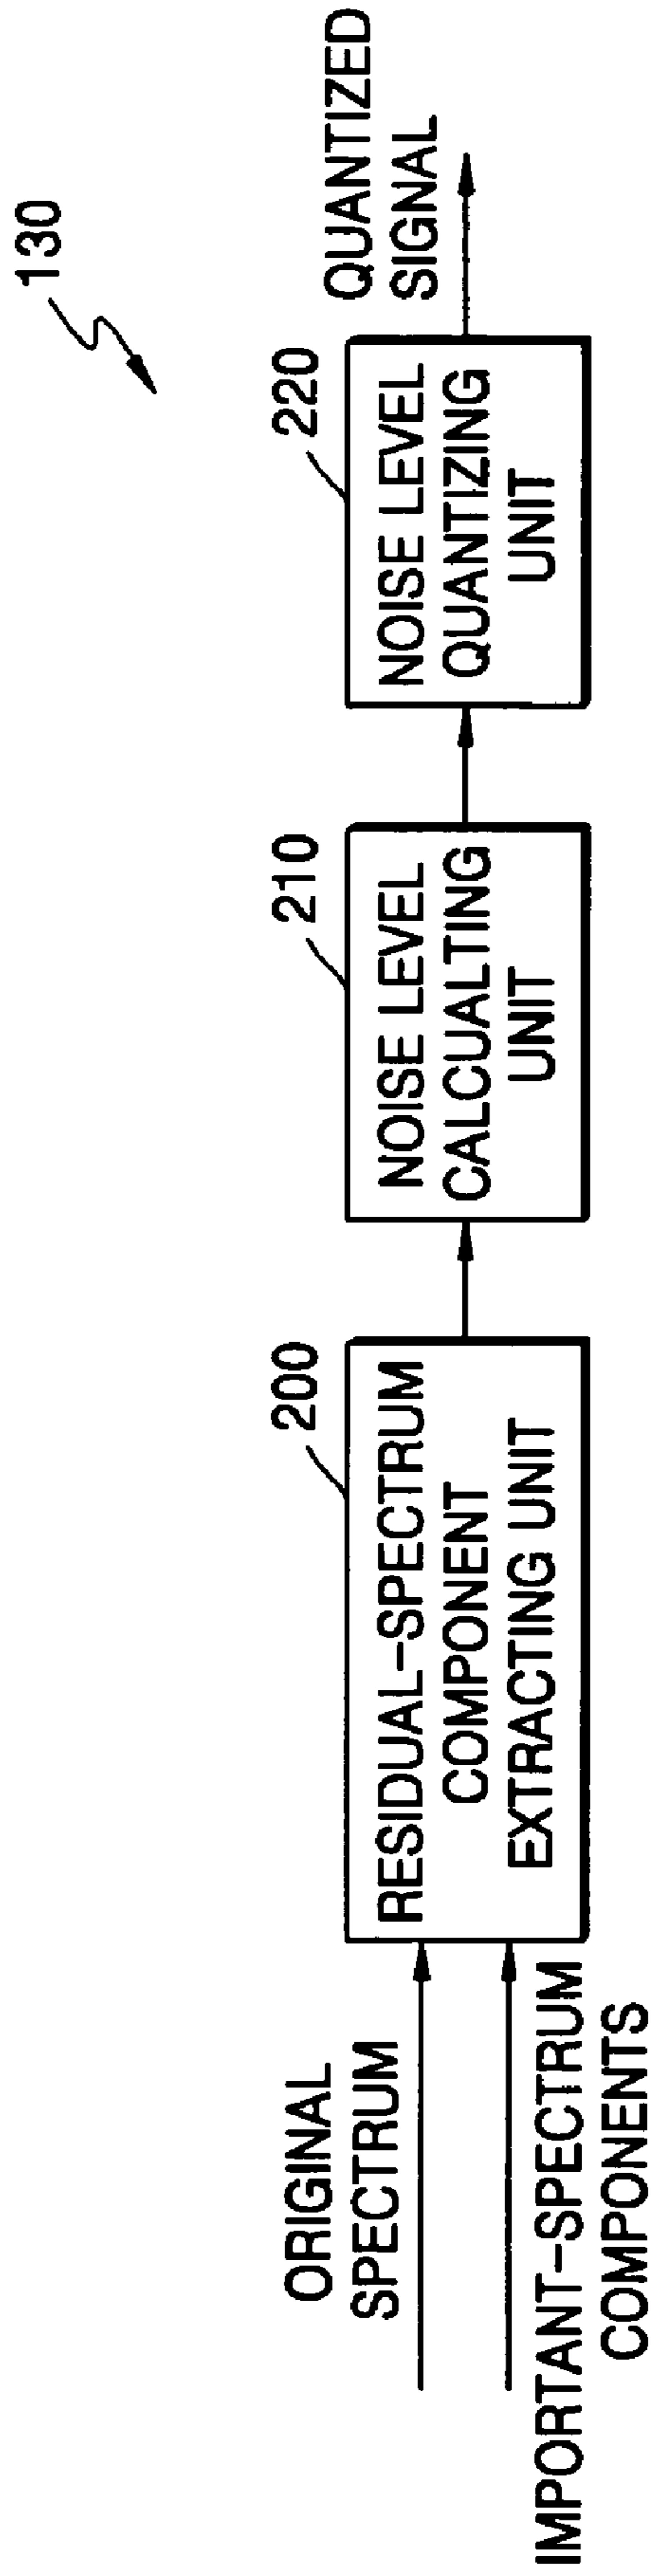 130
ORIGINAL
SPECTRUM
IMPORTANT-SPECTRUM
COMPONENTS
200
RESIDUAL-SPECTRUM
COMPONENT
EXTRACTING UNIT
210
NOISE LEVEL
CALCUALTING
UNIT
220
NOISE LEVEL
QUANTIZING
UNIT
QUANTIZED
SIGNAL